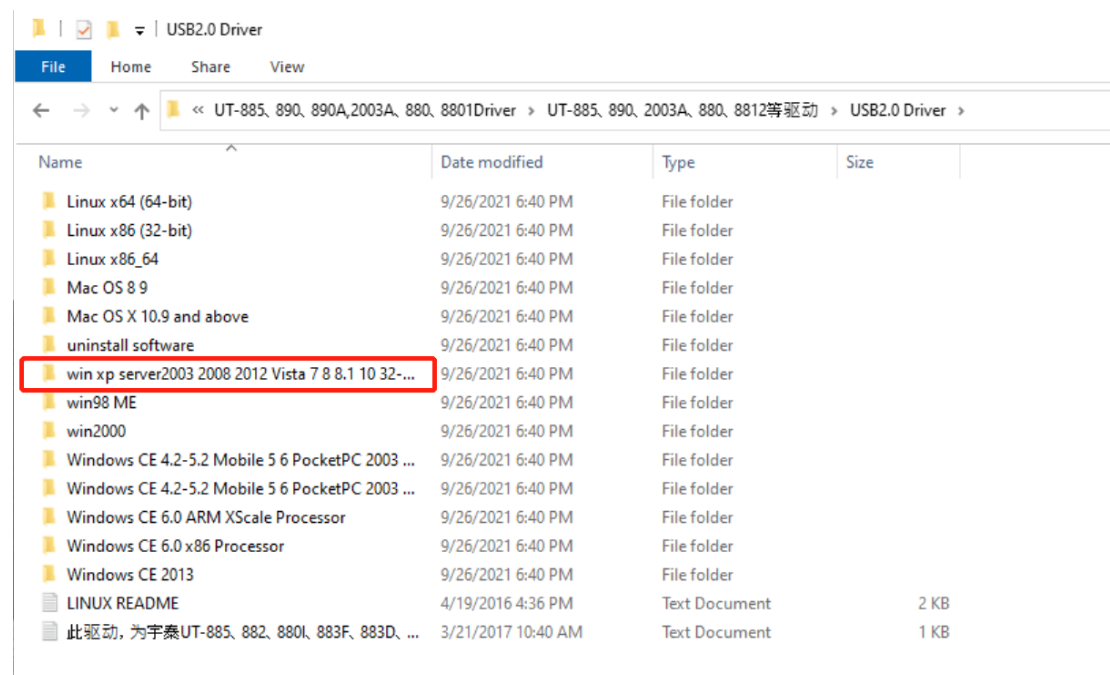 USB2.0 Driver
File Home Share View
« UT-885、890、890A,2003A、880、8801Driver › UT-885、890、2003A、880、8812等驱动 › USB2.0 Driver ›
Name Date modified Type Size
Linux x64 (64-bit) 9/26/2021 6:40 PM File folder
Linux x86 (32-bit) 9/26/2021 6:40 PM File folder
Linux x86_64 9/26/2021 6:40 PM File folder
Mac OS 8 9 9/26/2021 6:40 PM File folder
Mac OS X 10.9 and above 9/26/2021 6:40 PM File folder
uninstall software 9/26/2021 6:40 PM File folder
win xp server2003 2008 2012 Vista 7 8 8.1 10 32-... 9/26/2021 6:40 PM File folder
win98 ME 9/26/2021 6:40 PM File folder
win2000 9/26/2021 6:40 PM File folder
Windows CE 4.2-5.2 Mobile 5 6 PocketPC 2003 ... 9/26/2021 6:40 PM File folder
Windows CE 4.2-5.2 Mobile 5 6 PocketPC 2003 ... 9/26/2021 6:40 PM File folder
Windows CE 6.0 ARM XScale Processor 9/26/2021 6:40 PM File folder
Windows CE 6.0 x86 Processor 9/26/2021 6:40 PM File folder
Windows CE 2013 9/26/2021 6:40 PM File folder
LINUX README 4/19/2016 4:36 PM Text Document 2 KB
此驱动，为宇泰UT-885、882、880I、883F、883D、... 3/21/2017 10:40 AM Text Document 1 KB